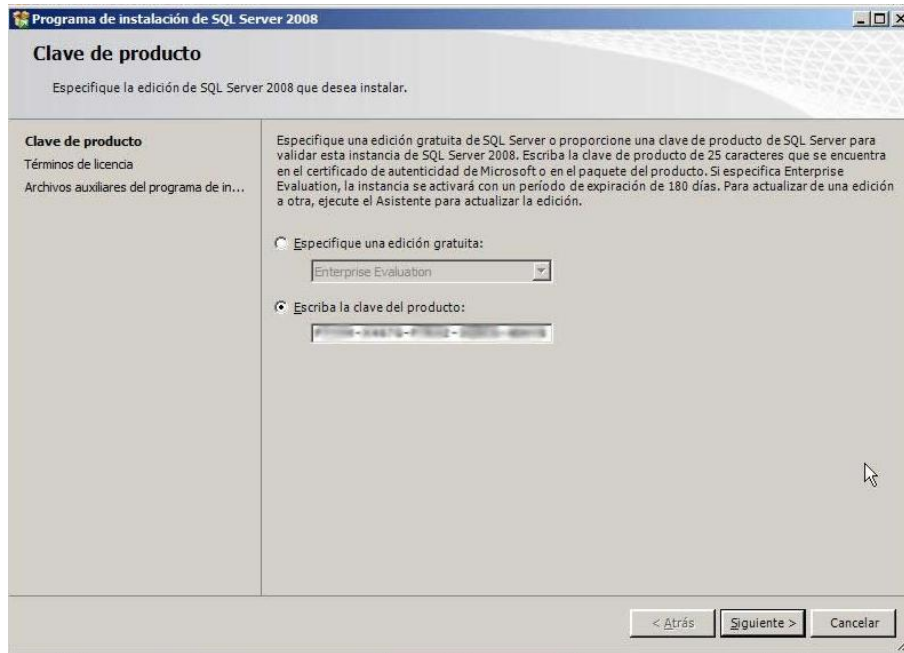 Programa de instalación de SQL Server 2008
Clave de producto
Especifique la edición de SQL Server 2008 que desea instalar.
Clave de producto
Términos de licencia
Archivos auxiliares del programa de in...
Especifique una edición gratuita de SQL Server o proporcione una clave de producto de SQL Server para
validar esta instancia de SQL Server 2008. Escriba la clave de producto de 25 caracteres que se encuentra
en el certificado de autenticidad de Microsoft o en el paquete del producto. Si especifica Enterprise
Evaluation, la instancia se activará con un período de expiración de 180 días. Para actualizar de una edición
a otra, ejecute el Asistente para actualizar la edición.
Especifique una edición gratuita:
Enterprise Evaluation
Escriba la clave del producto:
< Atrás
Siguiente >
Cancelar